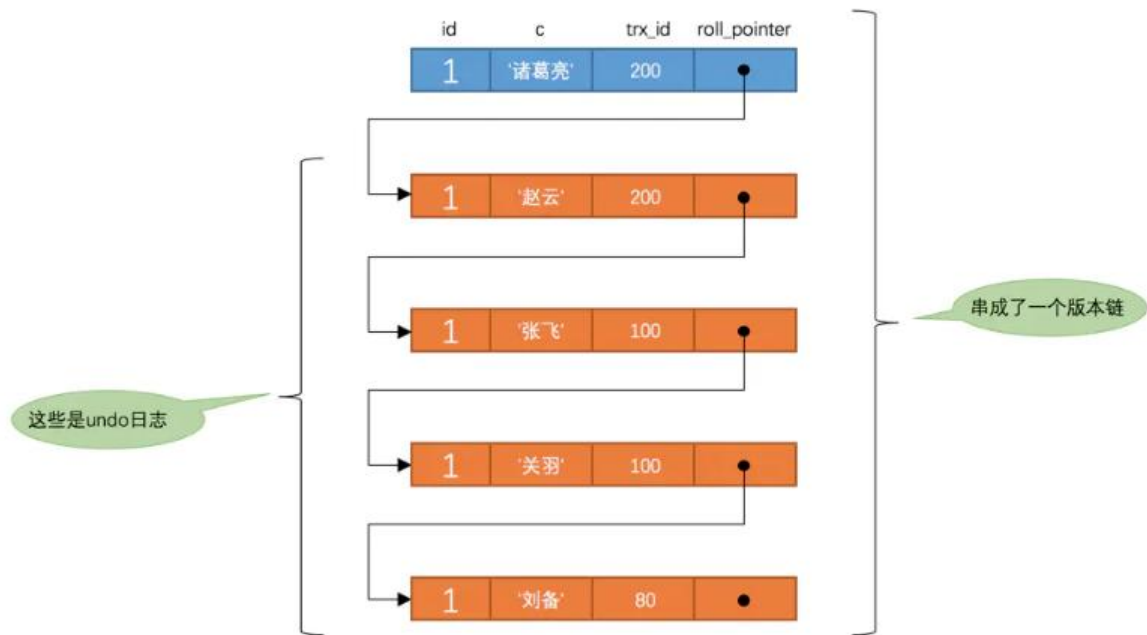 id c trx_id roll_pointer
1 '诸葛亮' 200
1 '赵云' 200
串成了一个版本链
1 '张飞' 100
这些是undo日志
1 '关羽' 100
1 '刘备' 80